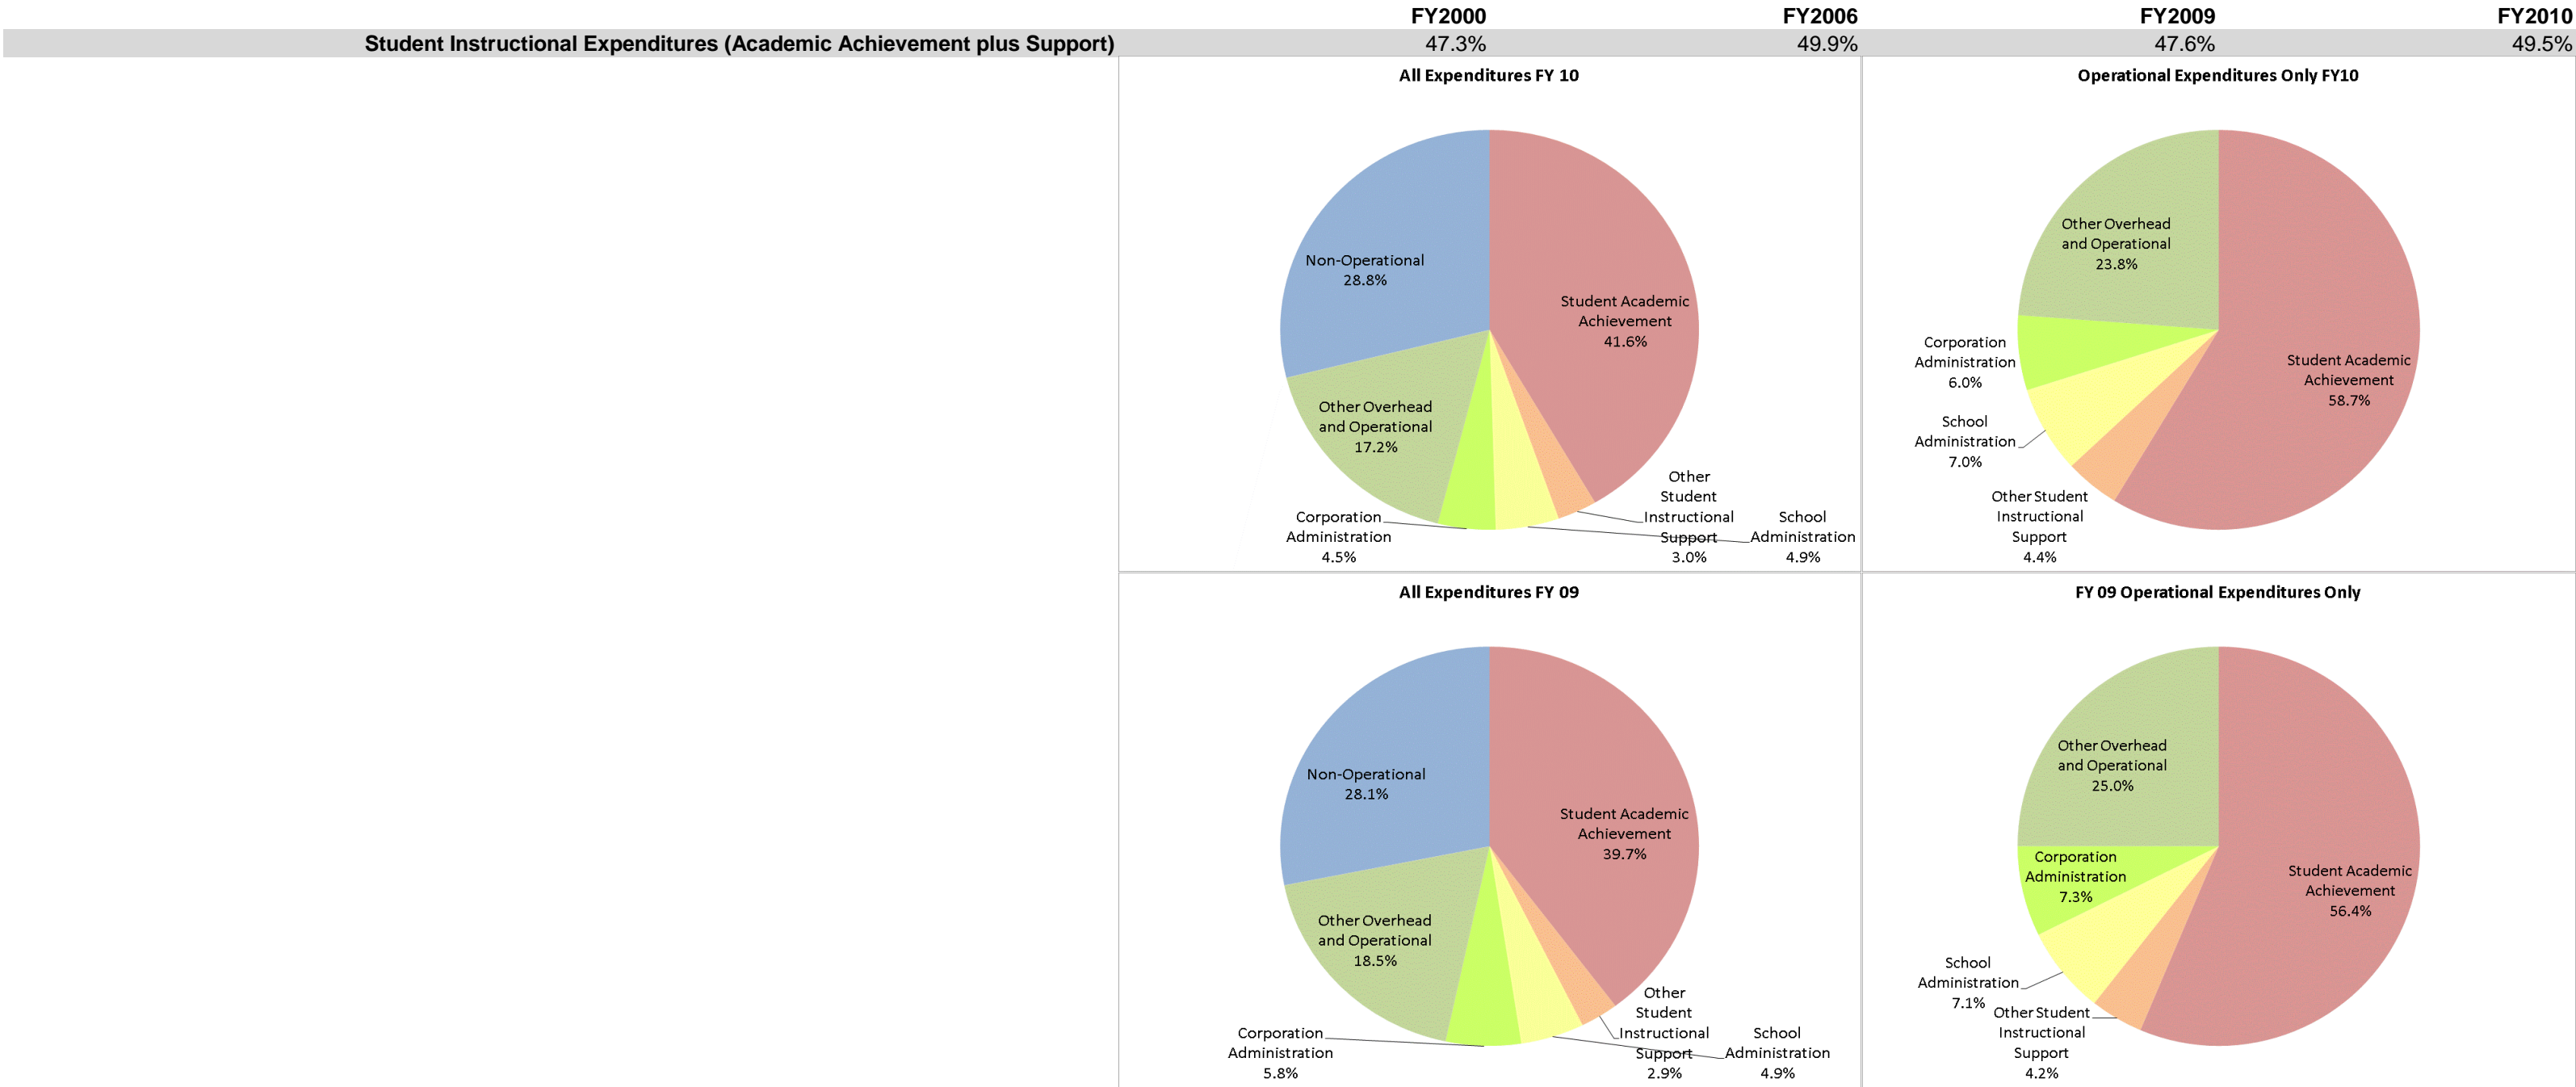 FY2000 FY2006 FY2009 FY2010
Student Instructional Expenditures (Academic Achievement plus Support) 47.3% 49.9% 47.6% 49.5%
All Expenditures FY 10
Non-Operational
28.8%
Student Academic
Achievement
41.6%
Other Overhead
and Operational
17.2%
Corporation
Administration
4.5%
Other
Student
Instructional
Support
3.0%
School
Administration
4.9%
Operational Expenditures Only FY10
Other Overhead
and Operational
23.8%
Corporation
Administration
6.0%
Student Academic
Achievement
58.7%
School
Administration
7.0%
Other Student
Instructional
Support
4.4%
All Expenditures FY 09
Non-Operational
28.1%
Student Academic
Achievement
39.7%
Other Overhead
and Operational
18.5%
Corporation
Administration
5.8%
Other
Student
Instructional
Support
2.9%
School
Administration
4.9%
FY 09 Operational Expenditures Only
Other Overhead
and Operational
25.0%
Corporation
Administration
7.3%
Student Academic
Achievement
56.4%
School
Administration
7.1%
Other Student
Instructional
Support
4.2%